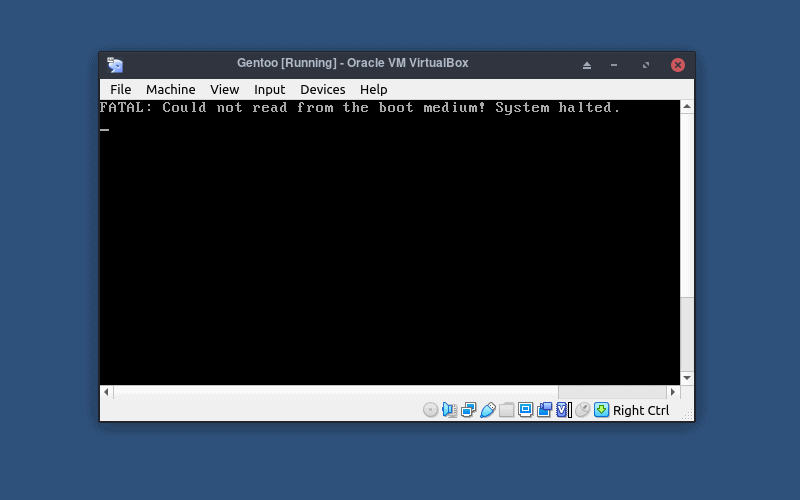 Gentoo [Running] - Oracle VM VirtualBox
File Machine View Input Devices Help
FATAL: Could not read from the boot medium! System halted.
Right Ctrl